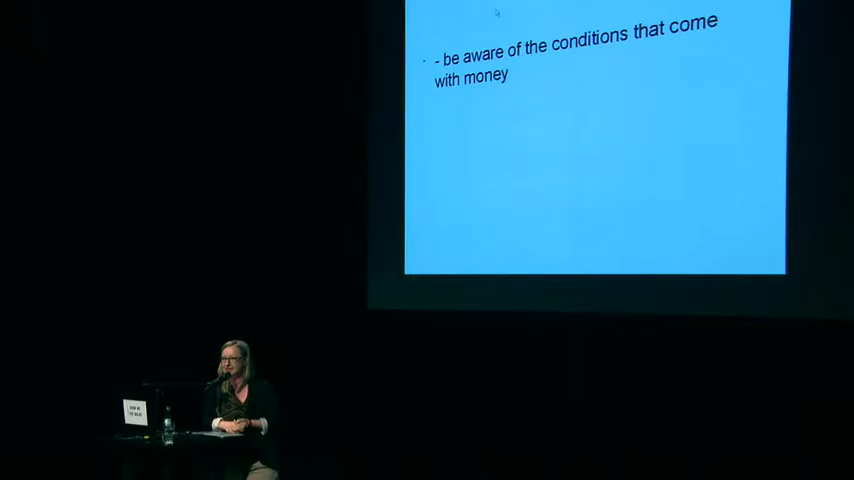 - be aware of the conditions that come
with money